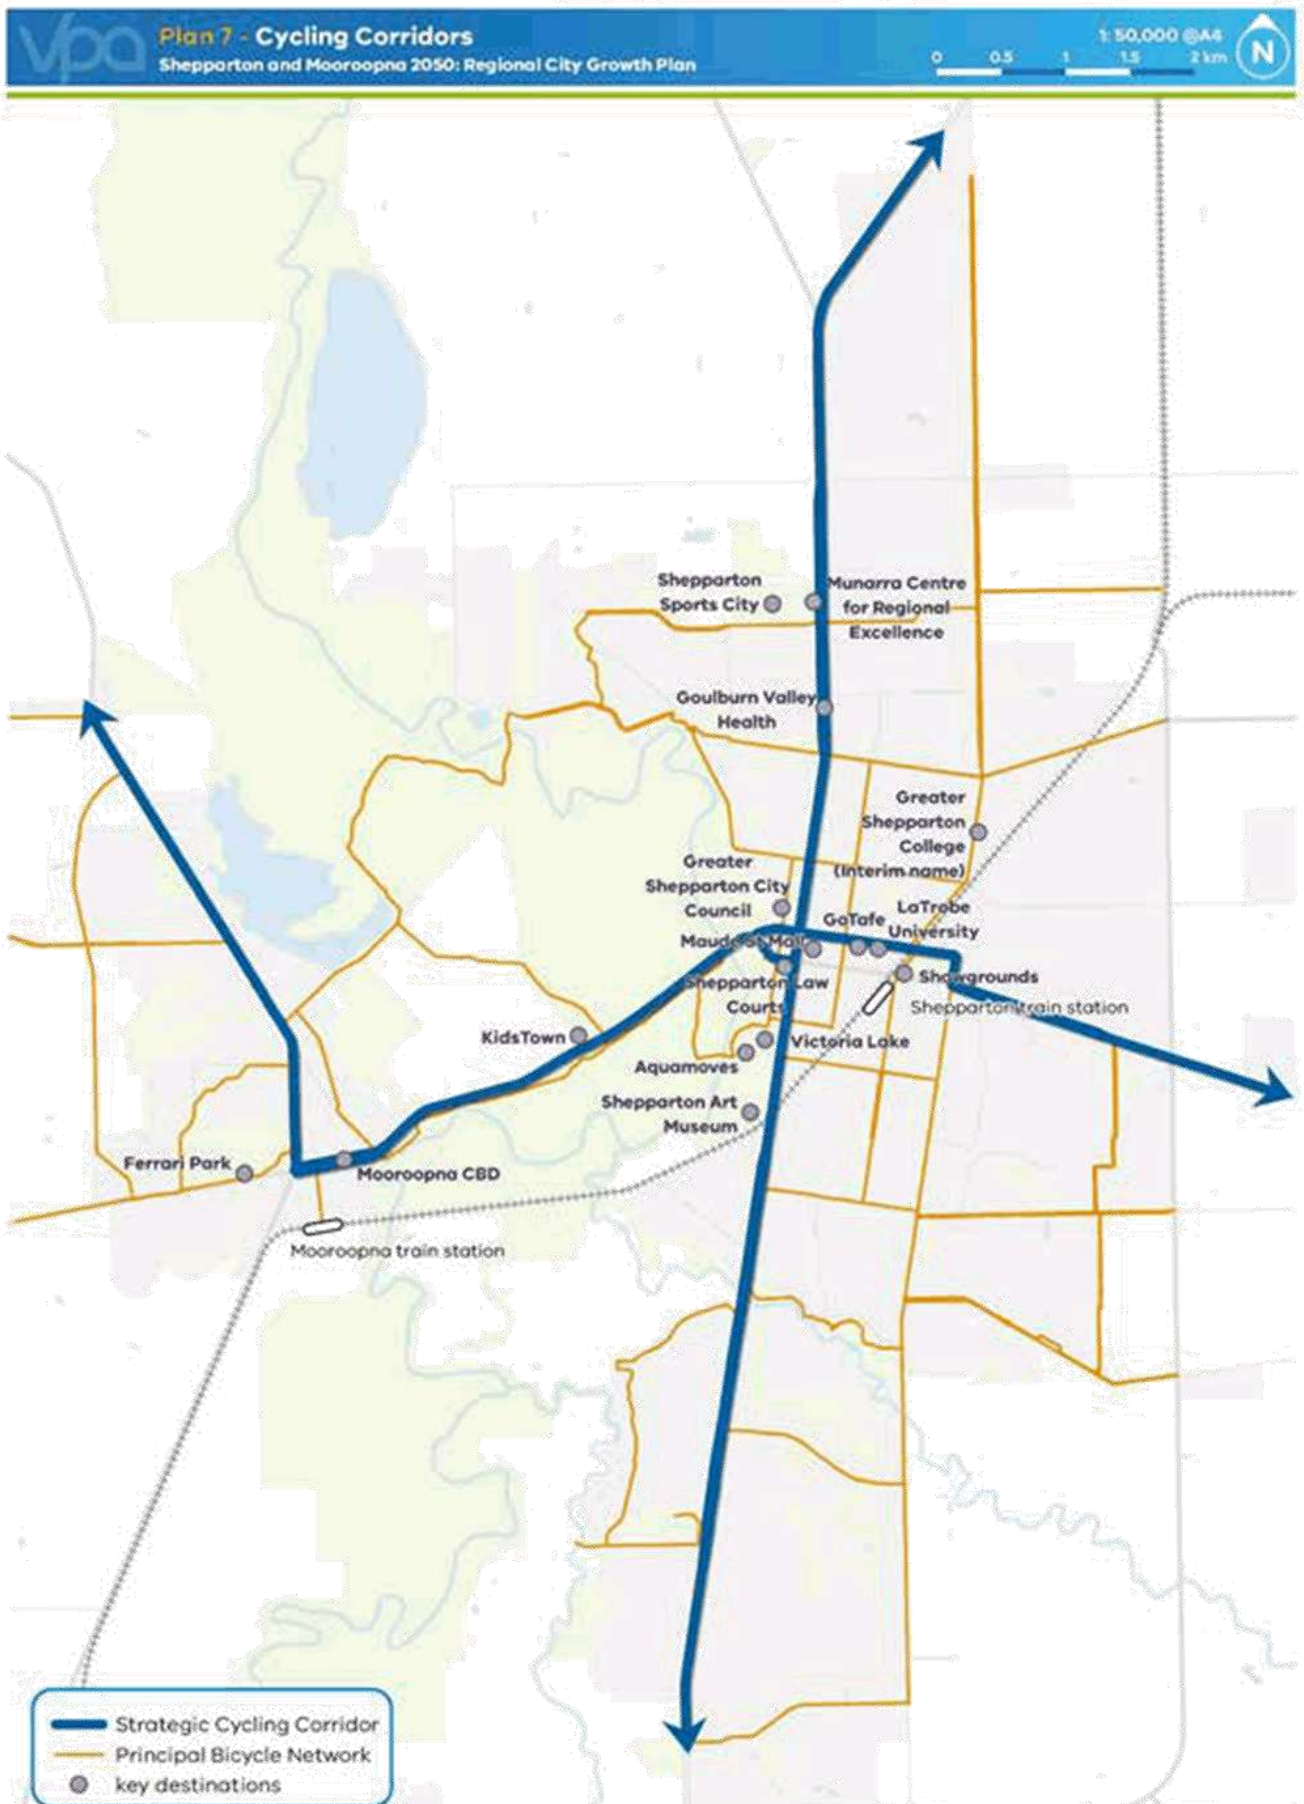 vpa
Plan 7 - Cycling Corridors
Shepparton and Mooroopna 2050: Regional City Growth Plan
1: 50,000 @A4
0 0.5 1 1.5 2 km
N
Shepparton
Sports City
Munarra Centre
for Regional
Excellence
Goulburn Valley
Health
Greater
Shepparton
College
(Interim name)
Greater
Shepparton City
Council
GoTafe
LaTrobe
University
Maude St Mall
Shepparton Law
Courts
Showgrounds
Shepparton train station
KidsTown
Victoria Lake
Aquamoves
Shepparton Art
Museum
Ferrari Park
Mooroopna CBD
Mooroopna train station
Strategic Cycling Corridor
Principal Bicycle Network
key destinations